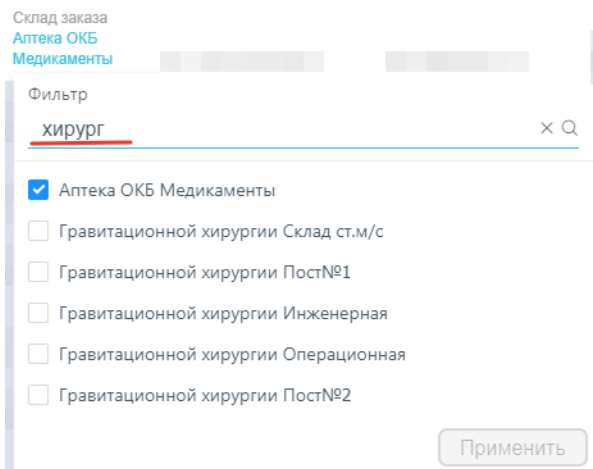 Склад заказа
Аптека ОКБ
Медикаменты
Фильтр
хирург
Аптека ОКБ Медикаменты
Гравитационной хирургии Склад ст.м/с
Гравитационной хирургии Пост№1
Гравитационной хирургии Инженерная
Гравитационной хирургии Операционная
Гравитационной хирургии Пост№2
Применить